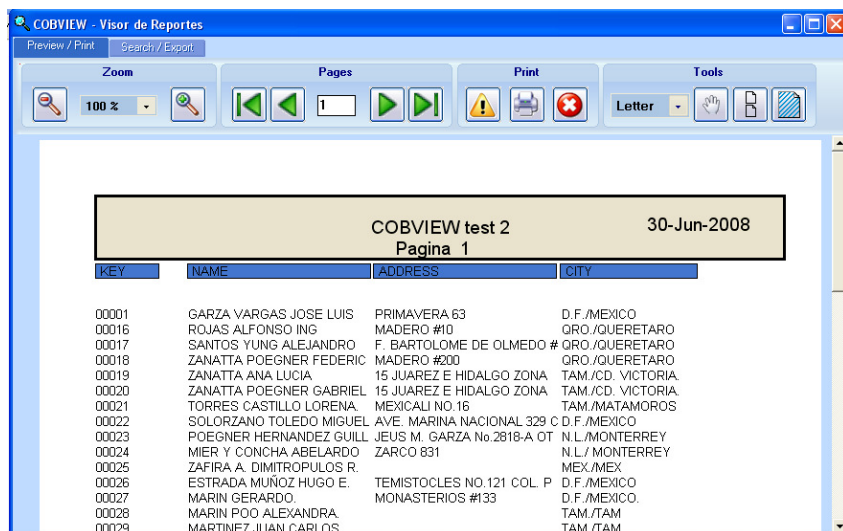 COBVIEW - Visor de Reportes
Preview / Print Search / Export
Zoom Pages Print Tools
100 % 1 Letter
COBVIEW test 2 30-Jun-2008
Pagina 1
KEY NAME ADDRESS CITY
00001 GARZA VARGAS JOSE LUIS PRIMAVERA 63 D.F./MEXICO
00016 ROJAS ALFONSO ING MADERO #10 QRO./QUERETARO
00017 SANTOS YUNG ALEJANDRO F. BARTOLOME DE OLMEDO # QRO./QUERETARO
00018 ZANATTA POEGNER FEDERIC MADERO #200 QRO./QUERETARO
00019 ZANATTA ANA LUCIA 15 JUAREZ E HIDALGO ZONA TAM./CD. VICTORIA.
00020 ZANATTA POEGNER GABRIEL 15 JUAREZ E HIDALGO ZONA TAM./CD. VICTORIA.
00021 TORRES CASTILLO LORENA. MEXICALI NO.16 TAM./MATAMOROS
00022 SOLORZANO TOLEDO MIGUEL AVE. MARINA NACIONAL 329 C D.F./MEXICO
00023 POEGNER HERNANDEZ GUILL JEUS M. GARZA No.2818-A OT N.L./MONTERREY
00024 MIER Y CONCHA ABELARDO ZARCO 831 N.L./ MONTERREY
00025 ZAFIRA A. DIMITROPULOS R. MEX./MEX
00026 ESTRADA MUÑOZ HUGO E. TEMISTOCLES NO.121 COL. P D.F./MEXICO
00027 MARIN GERARDO. MONASTERIOS #133 D.F./MEXICO.
00028 MARIN POO ALEXANDRA. TAM./TAM
00029 MARTINEZ JUAN CARLOS TAM./TAM